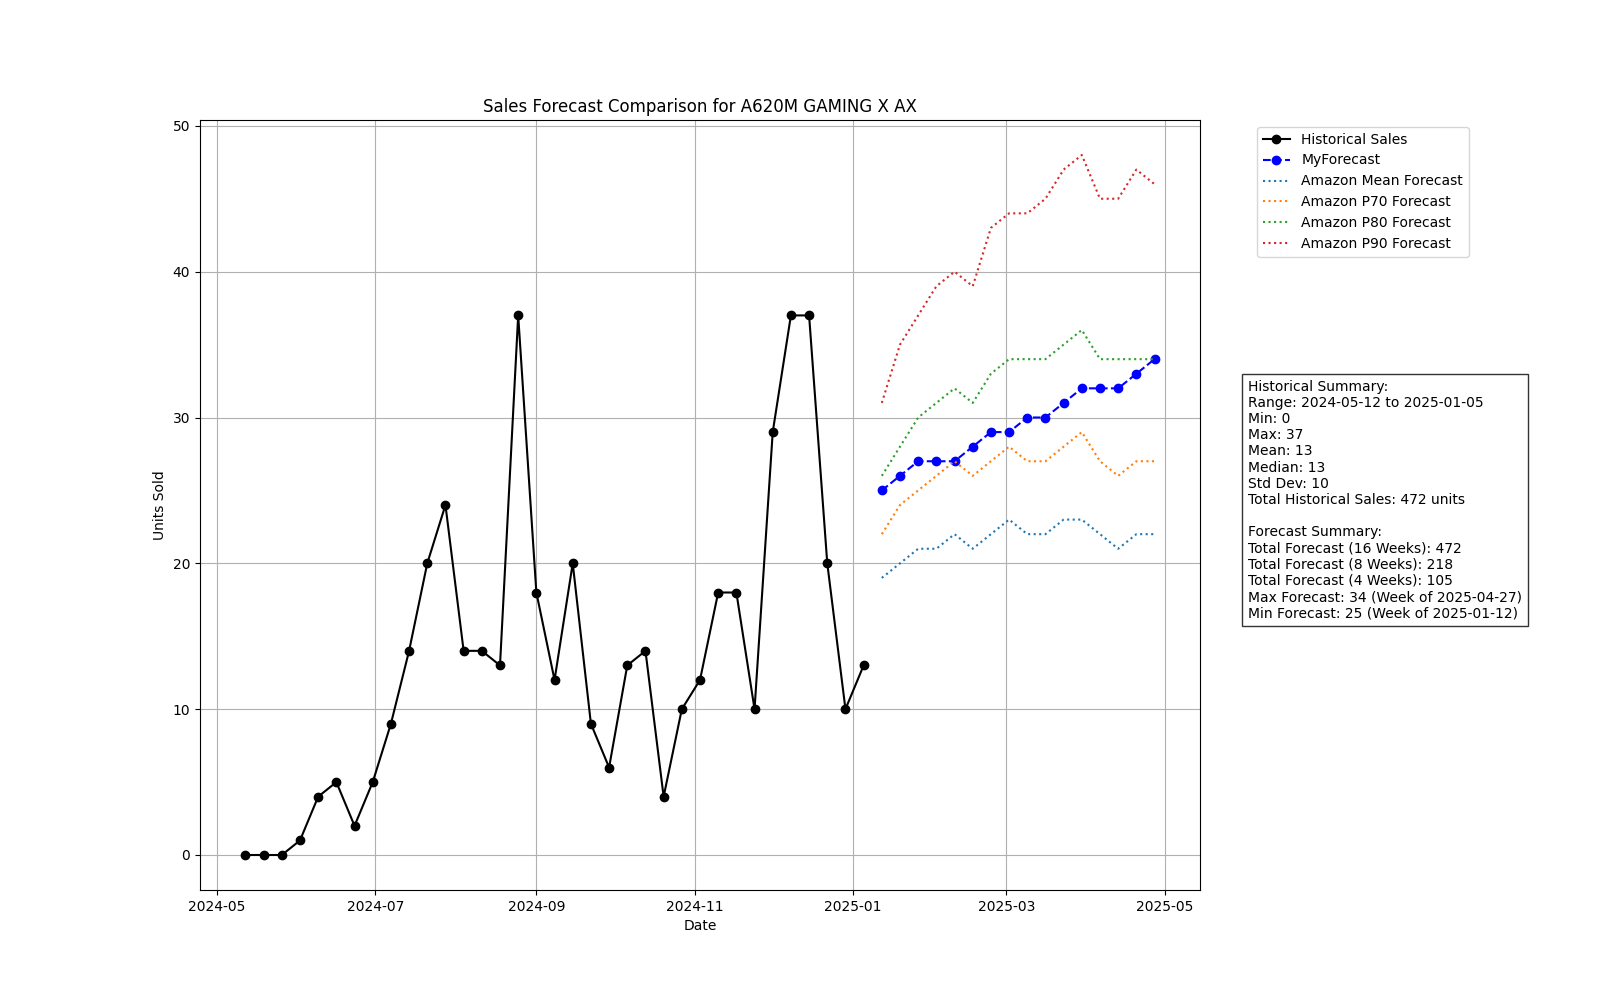 Sales Forecast Comparison for A620M GAMING X AX
50
40
30
20
10
0
Units Sold
2024-05
2024-07
2024-09
2024-11
2025-01
2025-03
2025-05
Date
Historical Sales
MyForecast
Amazon Mean Forecast
Amazon P70 Forecast
Amazon P80 Forecast
Amazon P90 Forecast
Historical Summary:
Range: 2024-05-12 to 2025-01-05
Min: 0
Max: 37
Mean: 13
Median: 13
Std Dev: 10
Total Historical Sales: 472 units
Forecast Summary:
Total Forecast (16 Weeks): 472
Total Forecast (8 Weeks): 218
Total Forecast (4 Weeks): 105
Max Forecast: 34 (Week of 2025-04-27)
Min Forecast: 25 (Week of 2025-01-12)